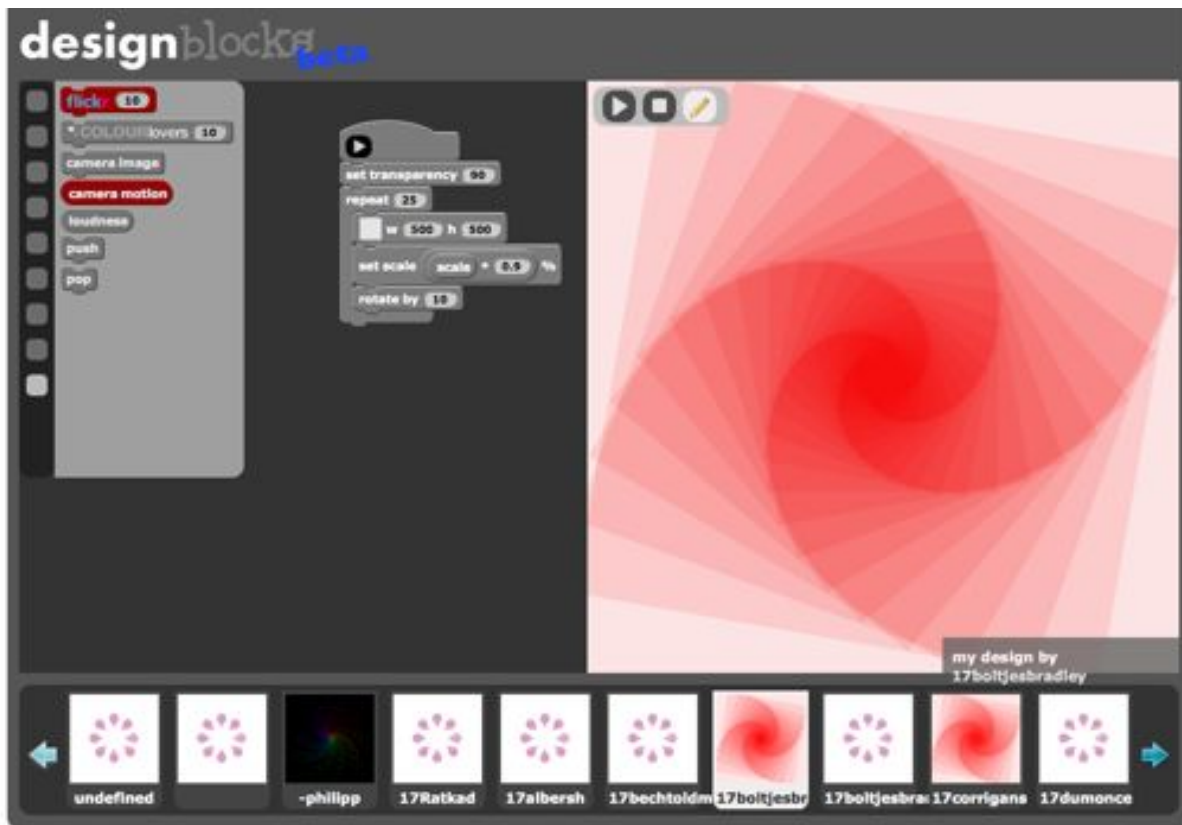 designblocks
beta
flickr 10
COLOURlovers 10
camera image
camera motion
loudness
push
pop
set transparency 90
repeat 25
w 500 h 500
set scale scale * 0.9 %
rotate by 10
my design by
17boltjesbradley
undefined
-philipp
17Ratkad
17albersh
17bechtoldm
17boltjesbr
17boltjesbra
17corrigans
17dumonce